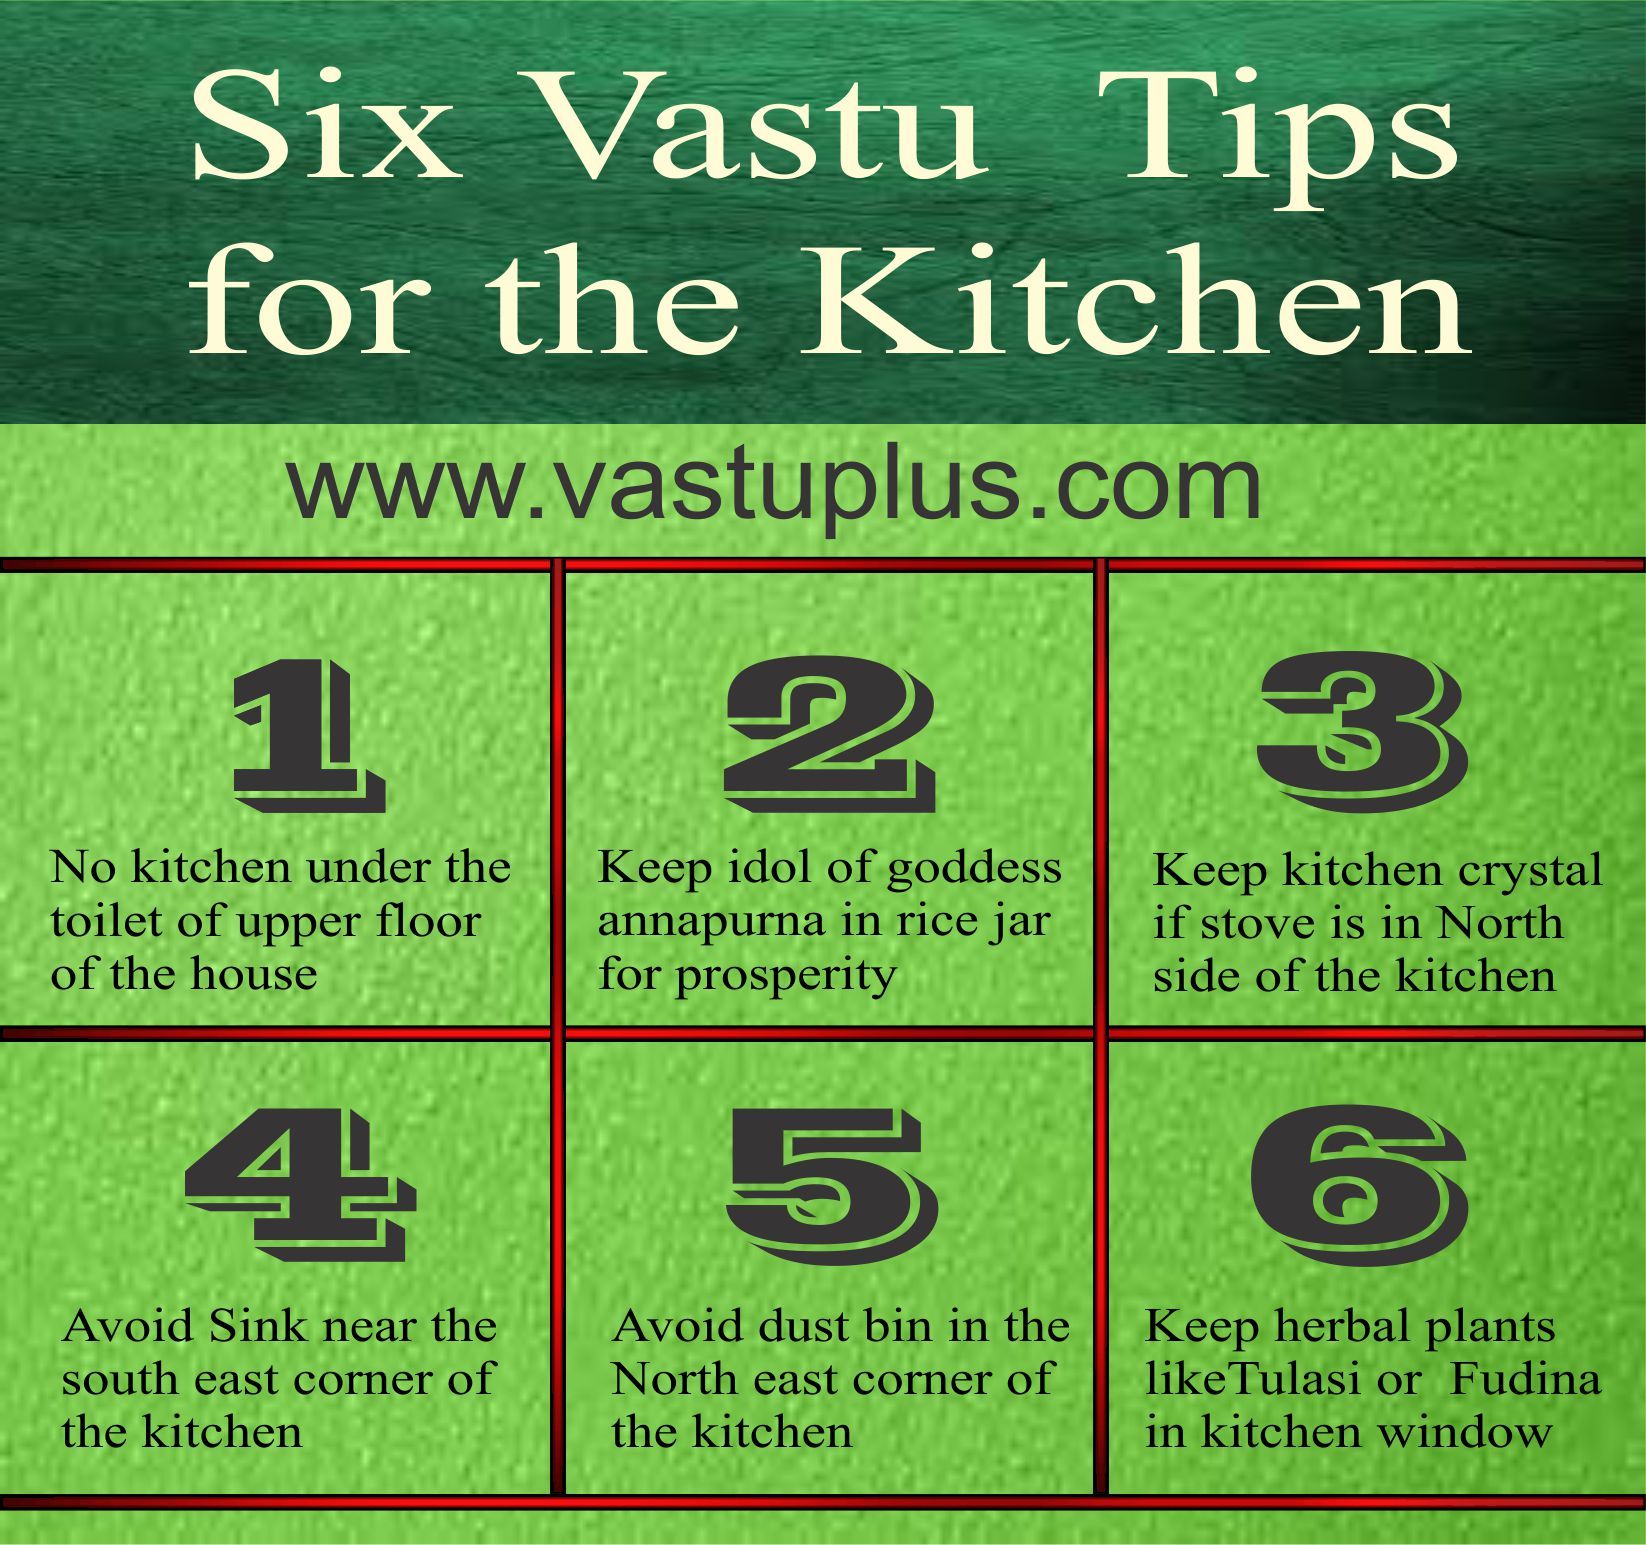 Six Vastu Tips
for the Kitchen
www.vastuplus.com
1
No kitchen under the
toilet of upper floor
of the house
2
Keep idol of goddess
annapurna in rice jar
for prosperity
3
Keep kitchen crystal
if stove is in North
side of the kitchen
4
Avoid Sink near the
south east corner of
the kitchen
5
Avoid dust bin in the
North east corner of
the kitchen
6
Keep herbal plants
likeTulasi or Fudina
in kitchen window